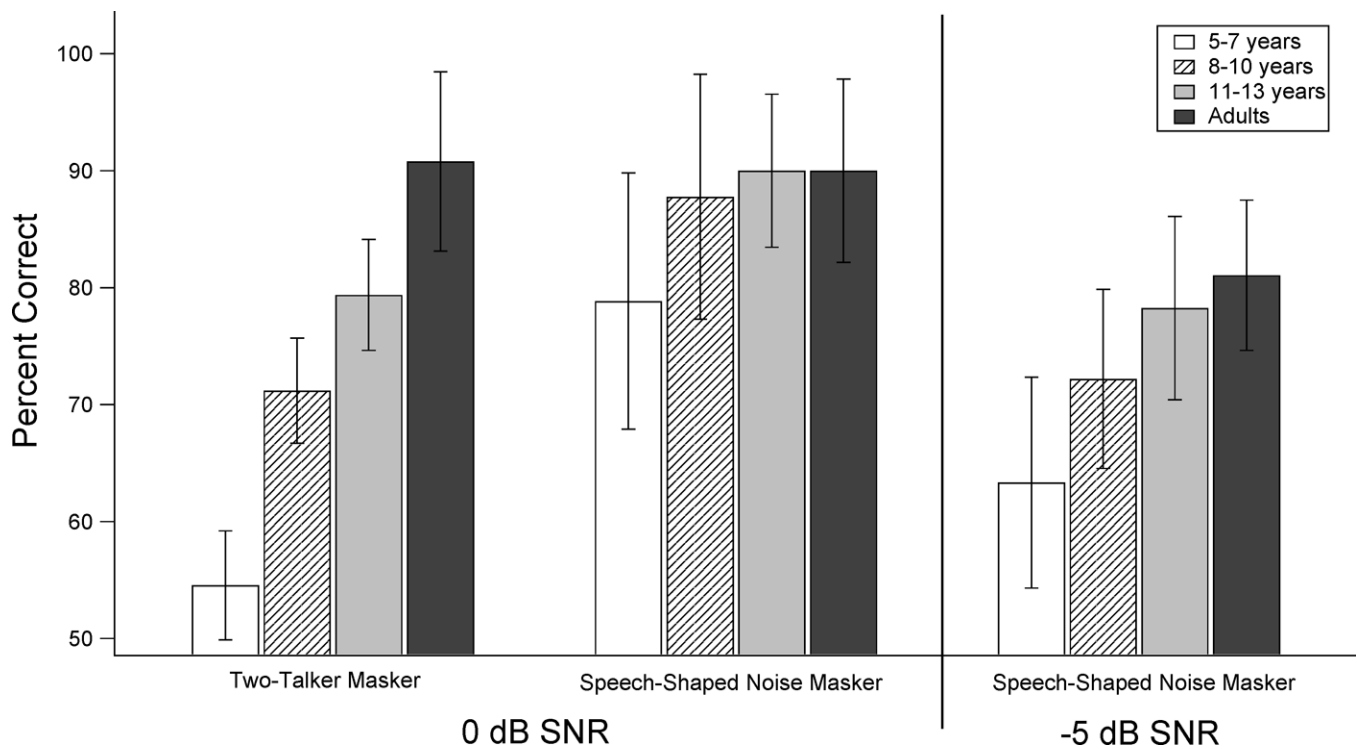 Percent Correct
100
90
80
70
60
50
5-7 years
8-10 years
11-13 years
Adults
Two-Talker Masker
Speech-Shaped Noise Masker
Speech-Shaped Noise Masker
0 dB SNR
-5 dB SNR